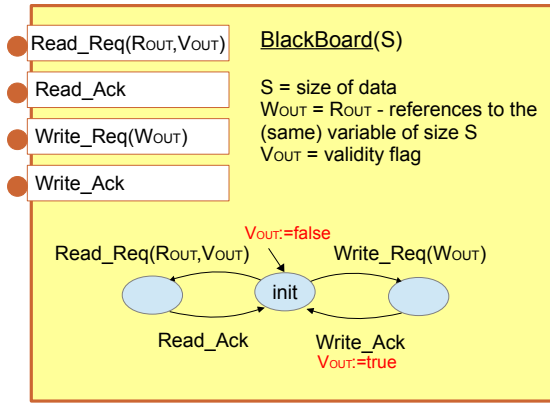 Read_Req(ROUT,VOUT)
Read_Ack
Write_Req(WOUT)
Write_Ack
BlackBoard(S)
S = size of data
WOUT = ROUT - references to the
(same) variable of size S
VOUT = validity flag
VOUT:=false
Read_Req(ROUT,VOUT)
Write_Req(WOUT)
init
Read_Ack
Write_Ack
VOUT:=true